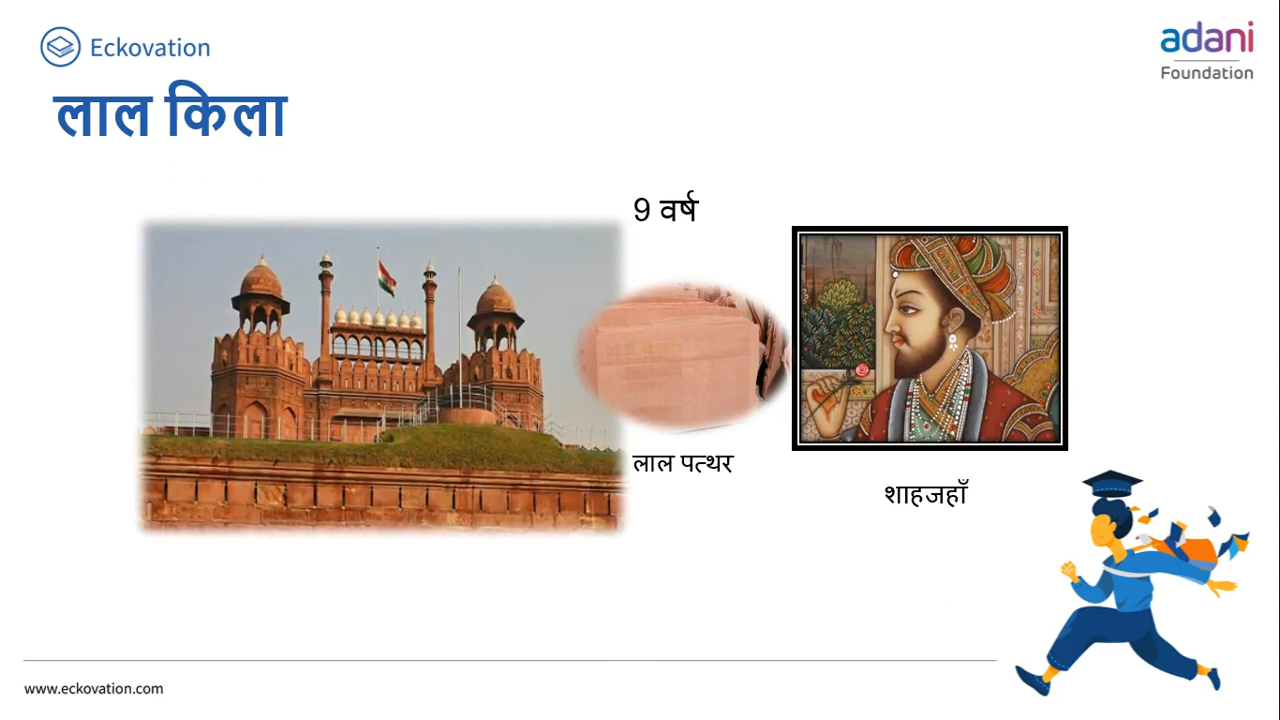 Eckovation
adani
Foundation
लाल किला
9 वर्ष
लाल पत्थर
शाहजहाँ
www.eckovation.com